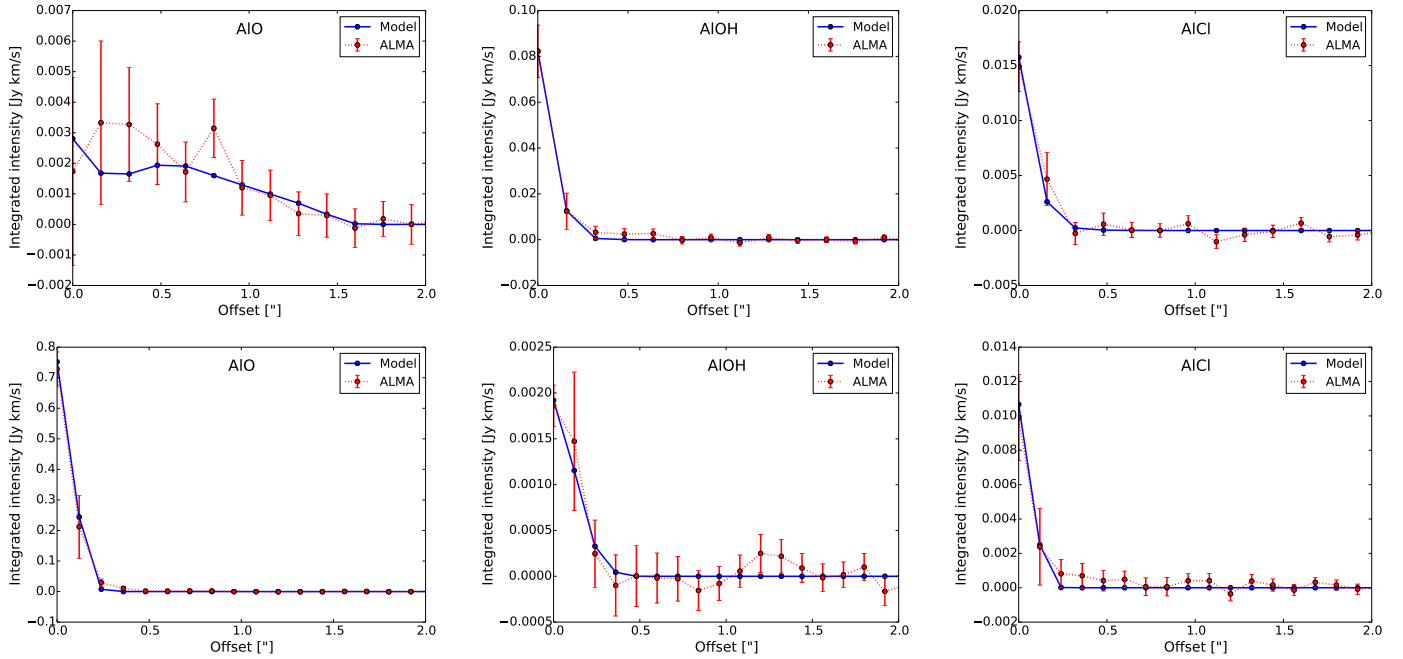 AlO
Model
ALMA
Integrated intensity [Jy km/s]
0.007
0.006
0.005
0.004
0.003
0.002
0.001
0.000
−0.001
−0.002
0.0 0.5 1.0 1.5 2.0
Offset ["]
AlOH
Model
ALMA
Integrated intensity [Jy km/s]
0.10
0.08
0.06
0.04
0.02
0.00
−0.02
0.0 0.5 1.0 1.5 2.0
Offset ["]
AlCl
Model
ALMA
Integrated intensity [Jy km/s]
0.020
0.015
0.010
0.005
0.000
−0.005
0.0 0.5 1.0 1.5 2.0
Offset ["]
AlO
Model
ALMA
Integrated intensity [Jy km/s]
0.8
0.7
0.6
0.5
0.4
0.3
0.2
0.1
0.0
−0.1
0.0 0.5 1.0 1.5 2.0
Offset ["]
AlOH
Model
ALMA
Integrated intensity [Jy km/s]
0.0025
0.0020
0.0015
0.0010
0.0005
0.0000
−0.0005
0.0 0.5 1.0 1.5 2.0
Offset ["]
AlCl
Model
ALMA
Integrated intensity [Jy km/s]
0.014
0.012
0.010
0.008
0.006
0.004
0.002
0.000
−0.002
0.0 0.5 1.0 1.5 2.0
Offset ["]